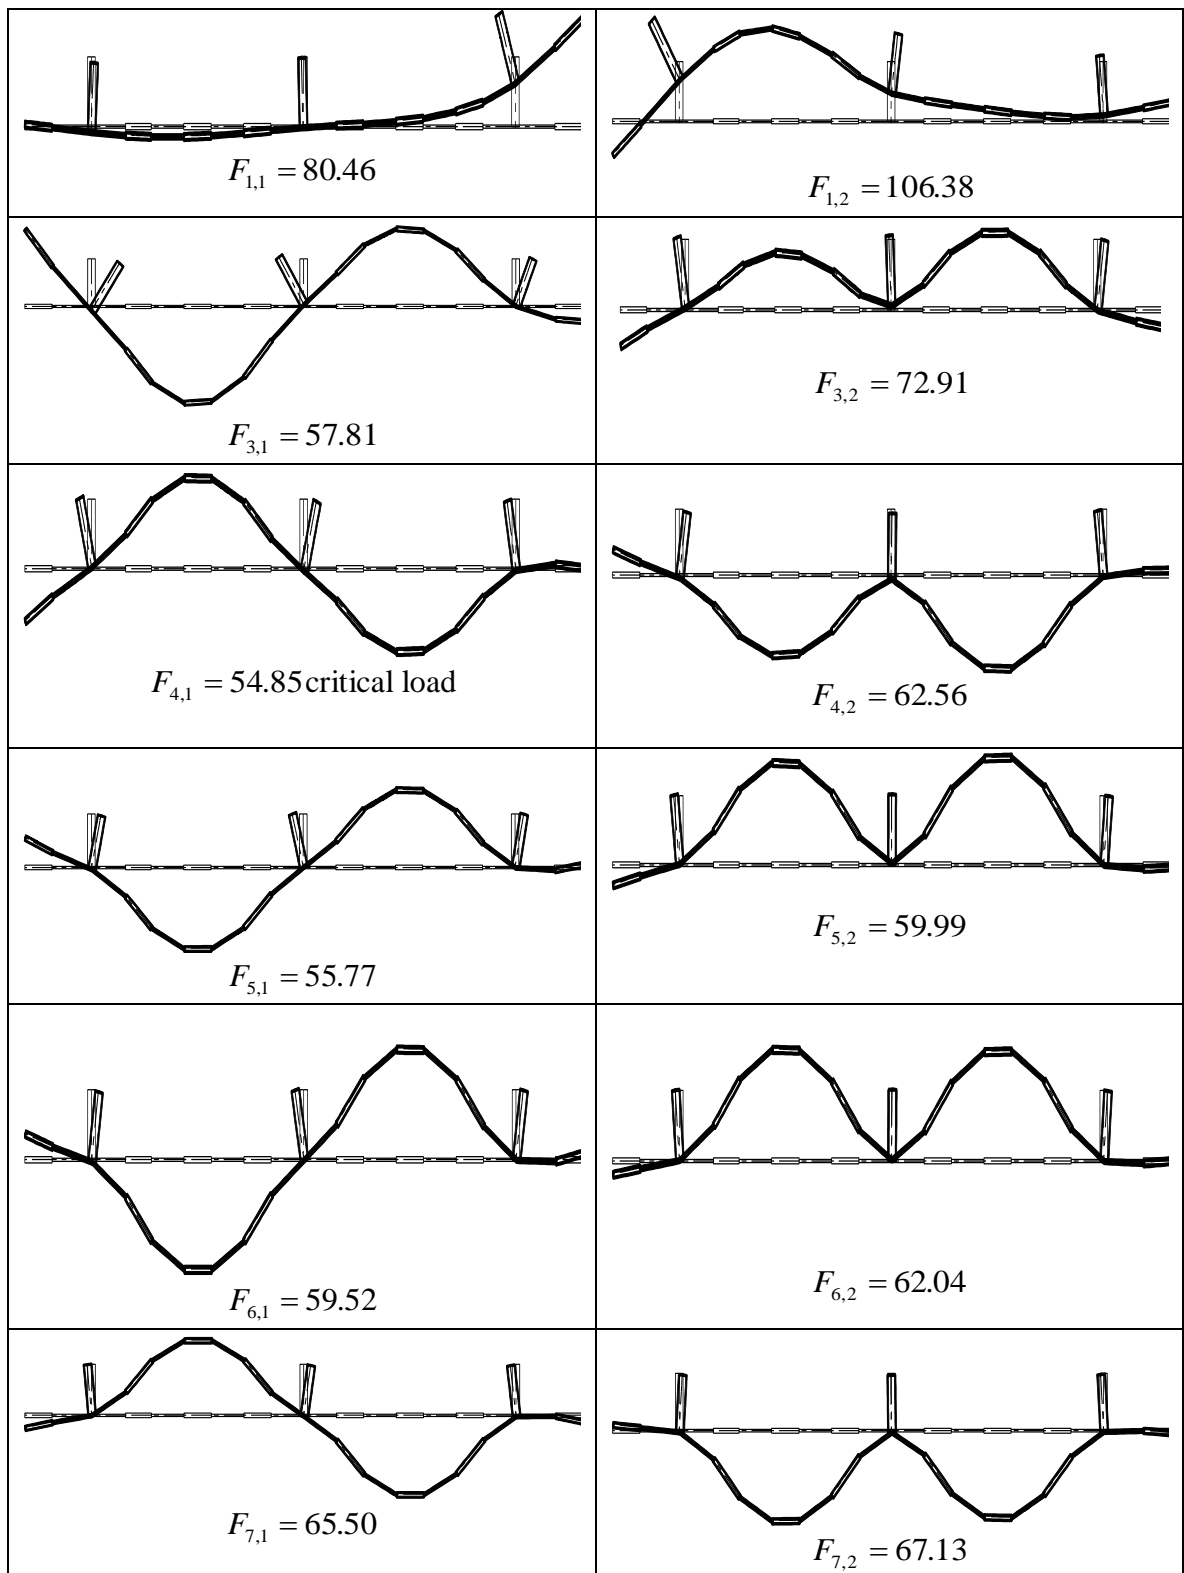 F1,1 = 80.46
F1,2 = 106.38
F3,1 = 57.81
F3,2 = 72.91
F4,1 = 54.85 critical load
F4,2 = 62.56
F5,1 = 55.77
F5,2 = 59.99
F6,1 = 59.52
F6,2 = 62.04
F7,1 = 65.50
F7,2 = 67.13